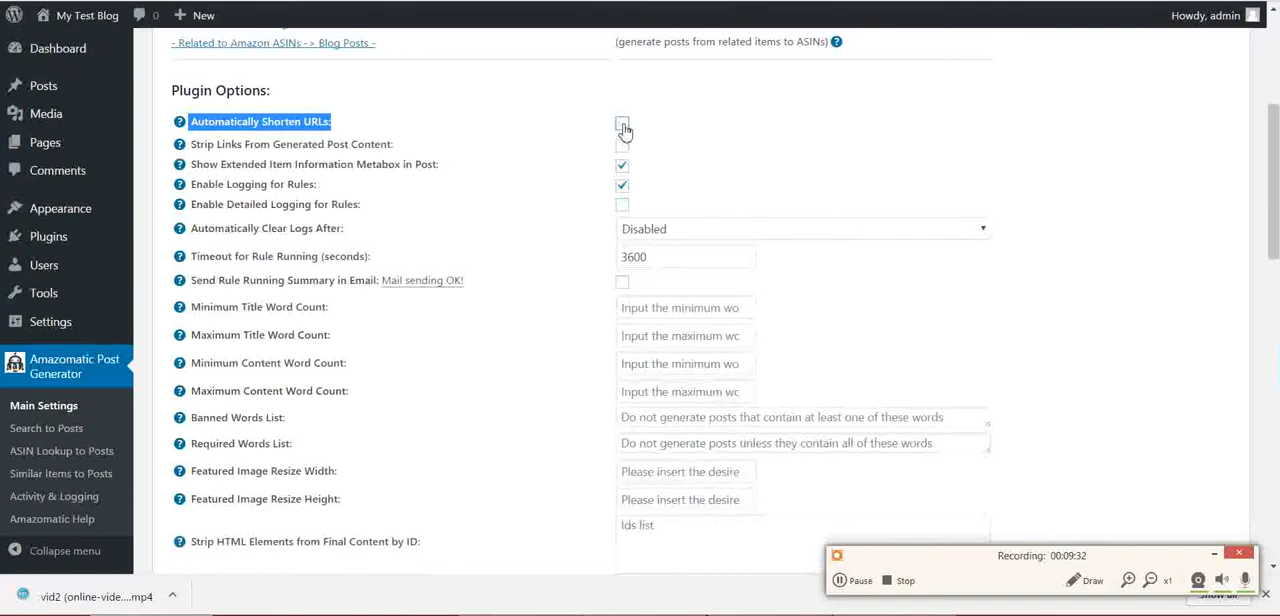 My Test Blog 0 New Howdy, admin
Dashboard
Posts
Media
Pages
Comments
Appearance
Plugins
Users
Tools
Settings
Amazomatic Post
Generator
Main Settings
Search to Posts
ASIN Lookup to Posts
Similar Items to Posts
Activity & Logging
Amazomatic Help
Collapse menu
- Related to Amazon ASINs -> Blog Posts - (generate posts from related items to ASINs)
Plugin Options:
Automatically Shorten URLs:
Strip Links From Generated Post Content:
Show Extended Item Information Metabox in Post:
Enable Logging for Rules:
Enable Detailed Logging for Rules:
Automatically Clear Logs After: Disabled
Timeout for Rule Running (seconds): 3600
Send Rule Running Summary in Email: Mail sending OK!
Minimum Title Word Count: Input the minimum wo
Maximum Title Word Count: Input the maximum wc
Minimum Content Word Count: Input the minimum wo
Maximum Content Word Count: Input the maximum wc
Banned Words List: Do not generate posts that contain at least one of these words
Required Words List: Do not generate posts unless they contain all of these words
Featured Image Resize Width: Please insert the desire
Featured Image Resize Height: Please insert the desire
Ids list
Strip HTML Elements from Final Content by ID:
Recording: 00:09:32
Pause Stop Draw x1
vid2 (online-vide....mp4
Show all